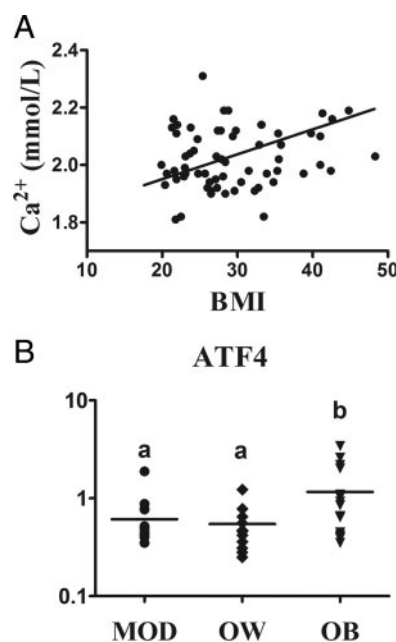 A
2.4
2.2
2.0
1.8
Ca²⁺ (mmol/L)
10 20 30 40 50
BMI
B
ATF4
10
1
0.1
a a b
MOD OW OB